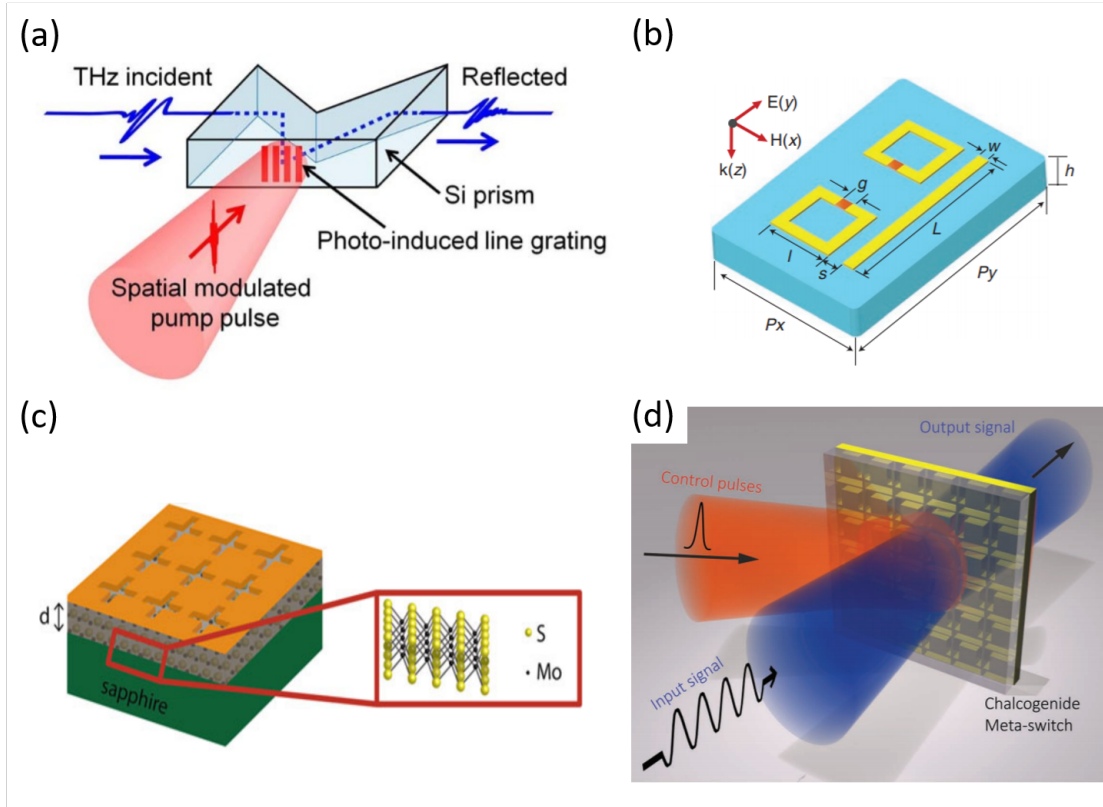 (a)
THz incident
Reflected
Si prism
Photo-induced line grating
Spatial modulated
pump pulse
(b)
E(y)
H(x)
k(z)
w
h
g
L
l
s
Px
Py
(c)
d
sapphire
S
Mo
(d)
Output signal
Control pulses
Input signal
Chalcogenide
Meta-switch